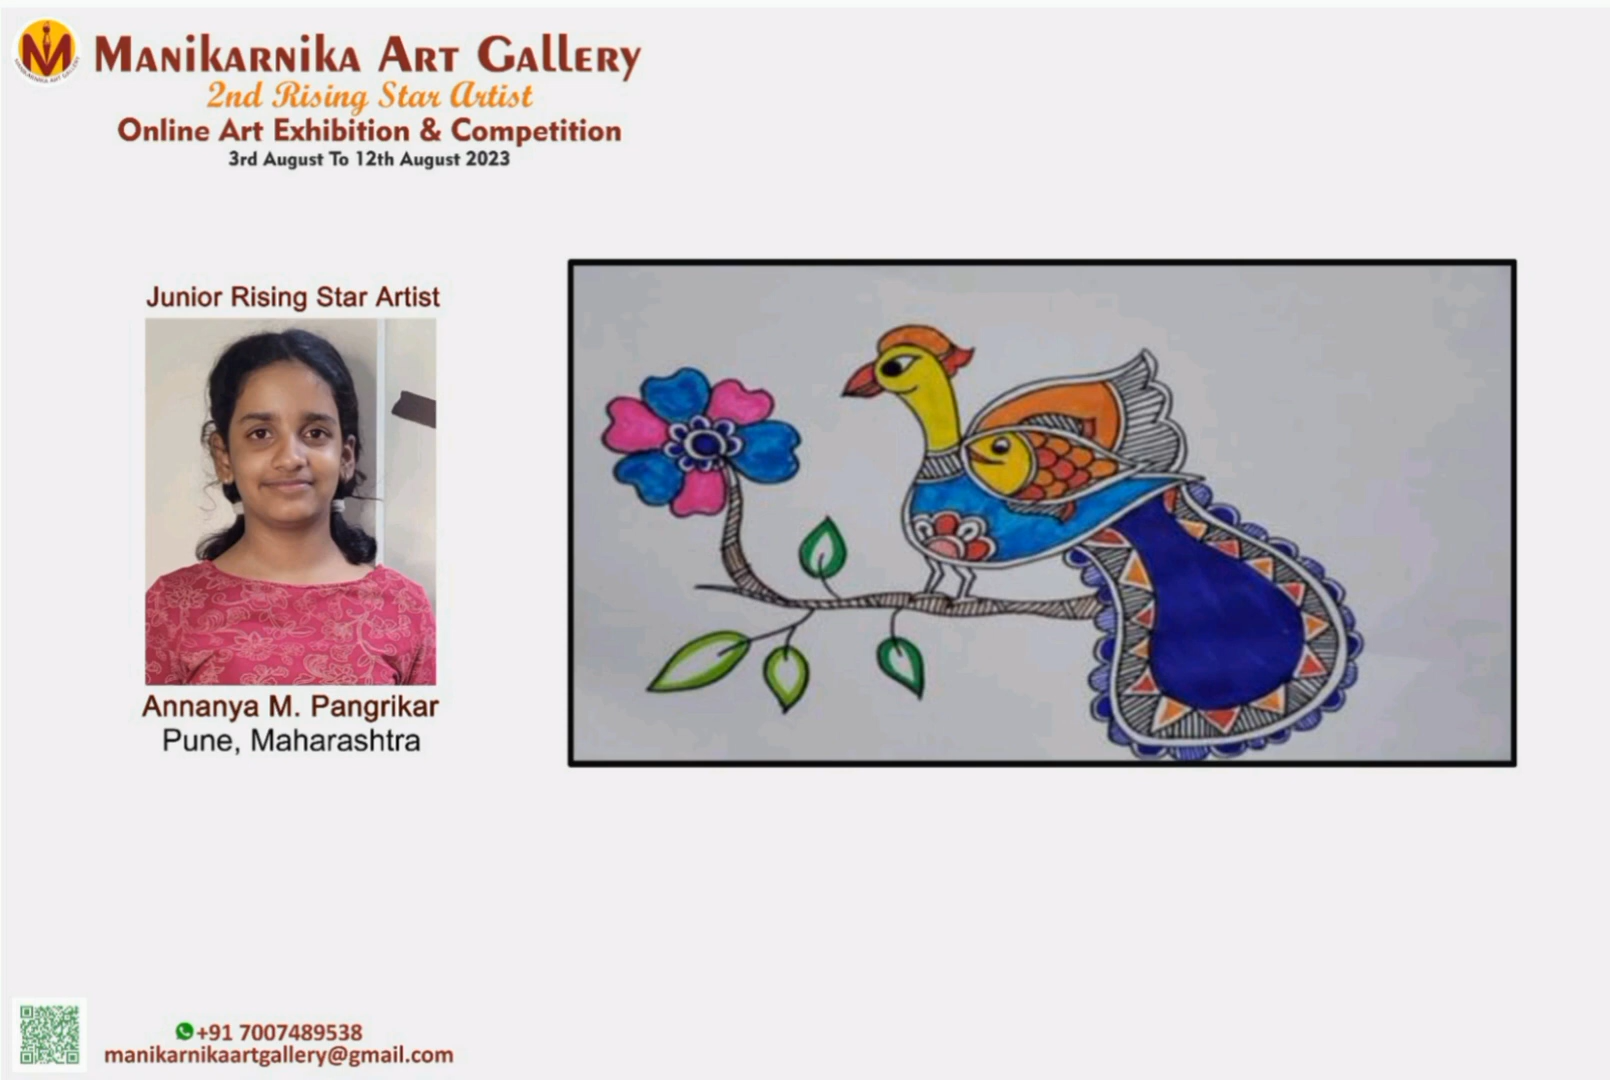 MANIKARNIKA ART GALLERY
2nd Rising Star Artist
Online Art Exhibition & Competition
3rd August To 12th August 2023
Junior Rising Star Artist
Annanya M. Pangrikar
Pune, Maharashtra
+91 7007489538
manikarnikaartgallery@gmail.com